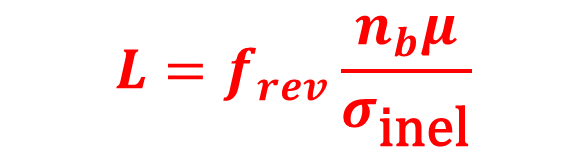 L = f_rev n_b μ / σ_inel